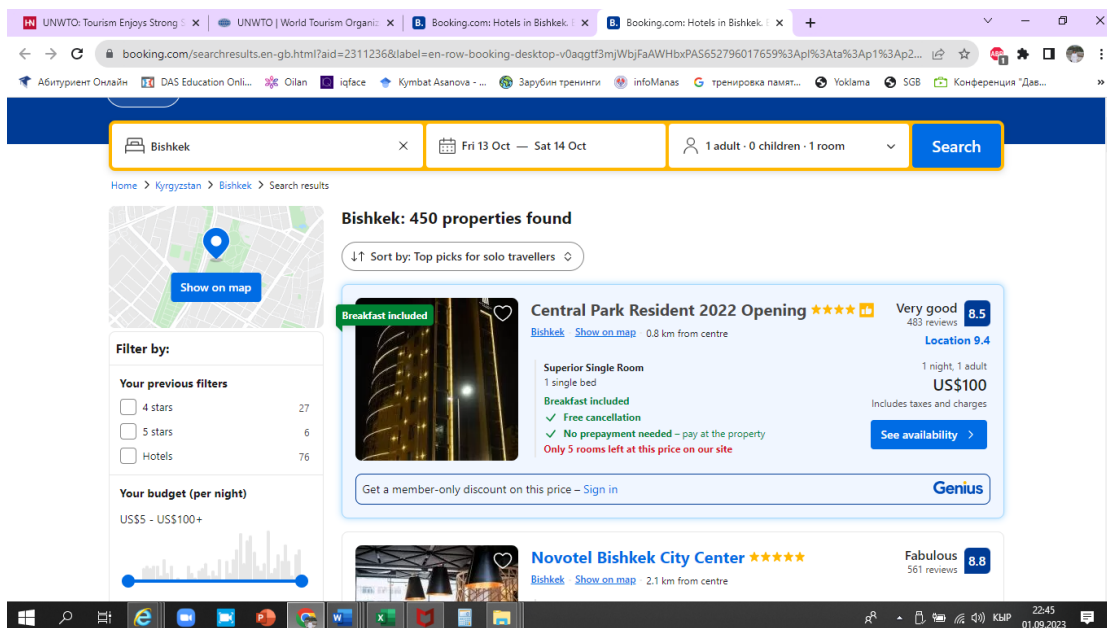 UNWTO: Tourism Enjoys Strong S
UNWTO | World Tourism Organiz
Booking.com: Hotels in Bishkek.
Booking.com: Hotels in Bishkek.
booking.com/searchresults.en-gb.html?aid=2311236&label=en-row-booking-desktop-v0aqgtf3mjWbjFaAWHbxPAS652796017659%3Apl%3Ata%3Ap1%3Ap2...
Абитуриент Онлайн
DAS Education Onli...
Oilan
iqface
Kymbat Asanova - ...
Зарубин тренинги
infoManas
тренировка памят...
Yoklama
SGB
Конференция "Дав...
Bishkek
Fri 13 Oct — Sat 14 Oct
1 adult · 0 children · 1 room
Search
Home > Kyrgyzstan > Bishkek > Search results
Show on map
Bishkek: 450 properties found
Sort by: Top picks for solo travellers
Filter by:
Your previous filters
4 stars 27
5 stars 6
Hotels 76
Your budget (per night)
US$5 - US$100+
Breakfast included
Central Park Resident 2022 Opening
Bishkek · Show on map · 0.8 km from centre
Very good 8.5
483 reviews
Location 9.4
Superior Single Room
1 single bed
Breakfast included
Free cancellation
No prepayment needed – pay at the property
Only 5 rooms left at this price on our site
1 night, 1 adult
US$100
Includes taxes and charges
See availability
Get a member-only discount on this price – Sign in
Genius
Novotel Bishkek City Center
Bishkek · Show on map · 2.1 km from centre
Fabulous 8.8
561 reviews
КЫР
22:45
01.09.2023